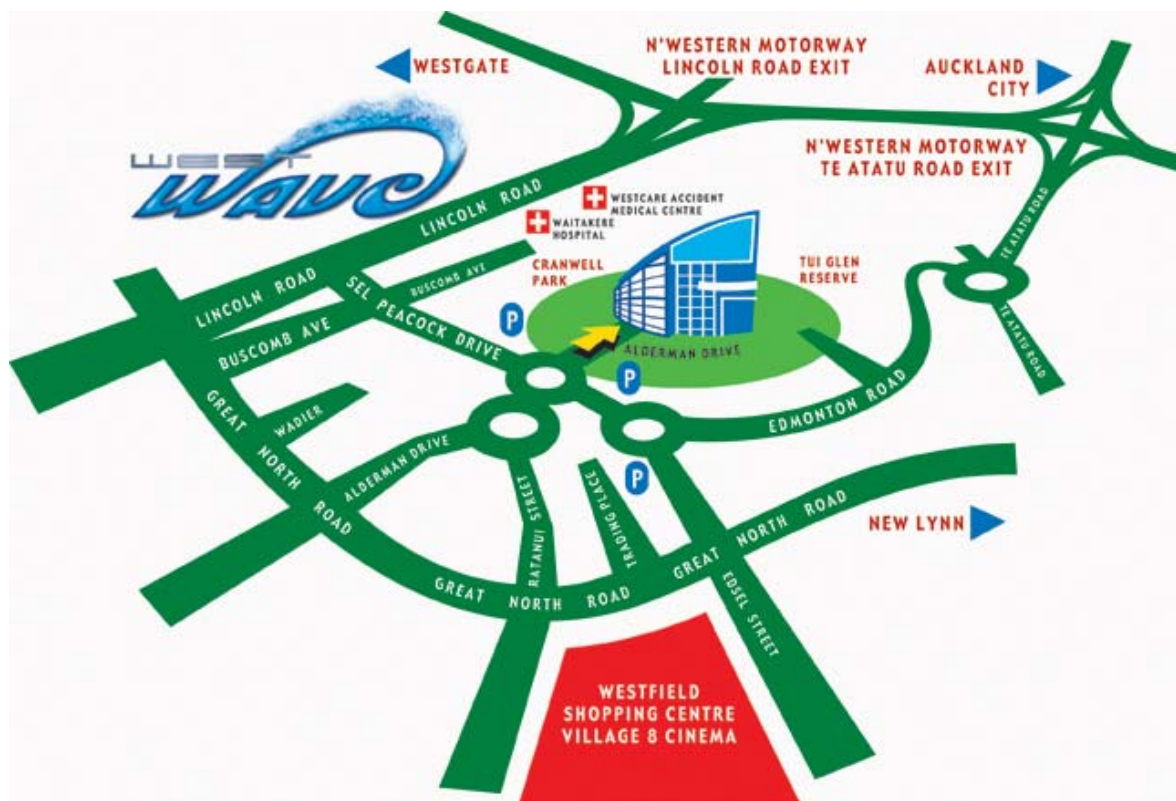 N'WESTERN MOTORWAY
LINCOLN ROAD EXIT
WESTGATE
AUCKLAND
CITY
N'WESTERN MOTORWAY
TE ATATU ROAD EXIT
WEST
WAVE
LINCOLN ROAD
WESTCARE ACCIDENT
MEDICAL CENTRE
WAITAKERE
HOSPITAL
CRANWELL
PARK
TUI GLEN
RESERVE
TE ATATU ROAD
LINCOLN ROAD
BUSCOMB AVE
SEL PEACOCK DRIVE
BUSCOMB AVE
P
ALDERMAN DRIVE
P
TE ATATU ROAD
EDMONTON ROAD
GREAT NORTH ROAD
WADIER
ALDERMAN DRIVE
P
RATANUI STREET
TRADING PLACE
GREAT NORTH ROAD
GREAT NORTH ROAD
NEW LYNN
EDSEL STREET
WESTFIELD
SHOPPING CENTRE
VILLAGE 8 CINEMA